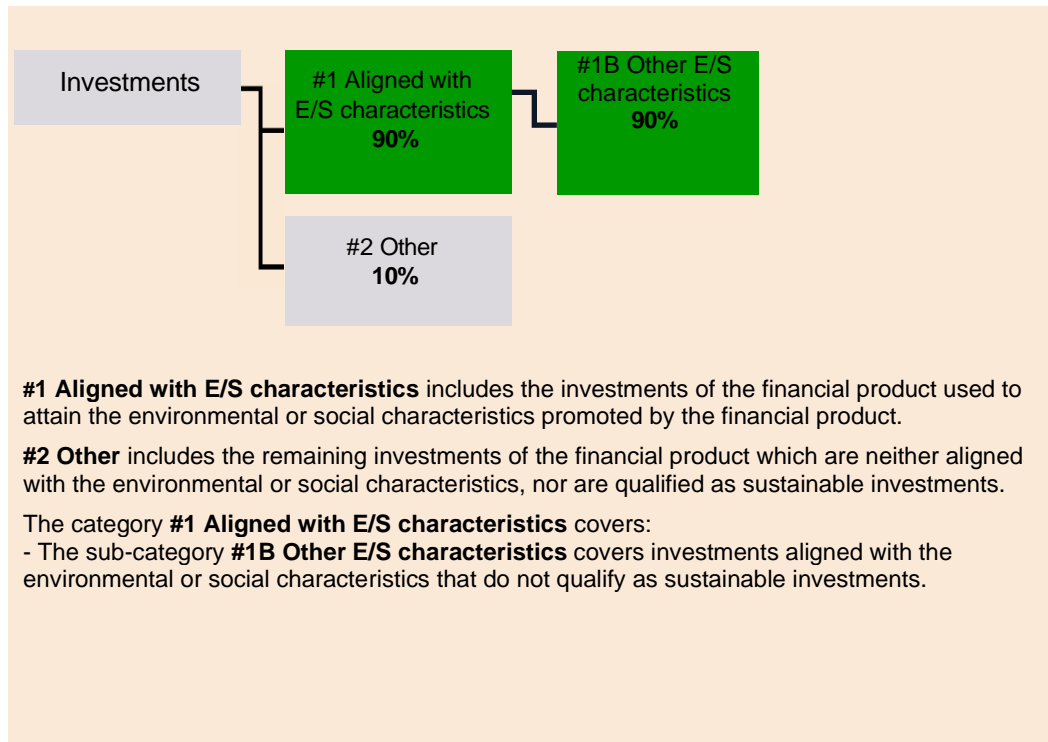 Investments
#1 Aligned with
E/S characteristics
90%
#1B Other E/S
characteristics
90%
#2 Other
10%
#1 Aligned with E/S characteristics includes the investments of the financial product used to
attain the environmental or social characteristics promoted by the financial product.
#2 Other includes the remaining investments of the financial product which are neither aligned
with the environmental or social characteristics, nor are qualified as sustainable investments.
The category #1 Aligned with E/S characteristics covers:
- The sub-category #1B Other E/S characteristics covers investments aligned with the
environmental or social characteristics that do not qualify as sustainable investments.